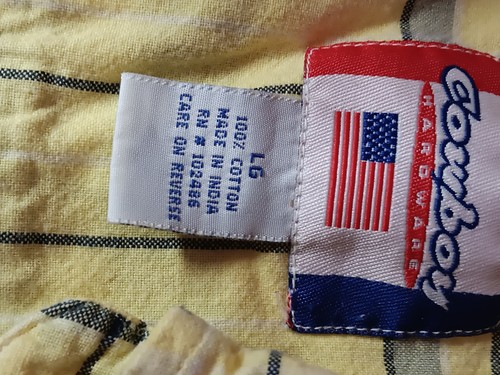 Cowboy
HARDWARE
LG
100% COTTON
MADE IN INDIA
RN # 102486
CARE ON REVERSE